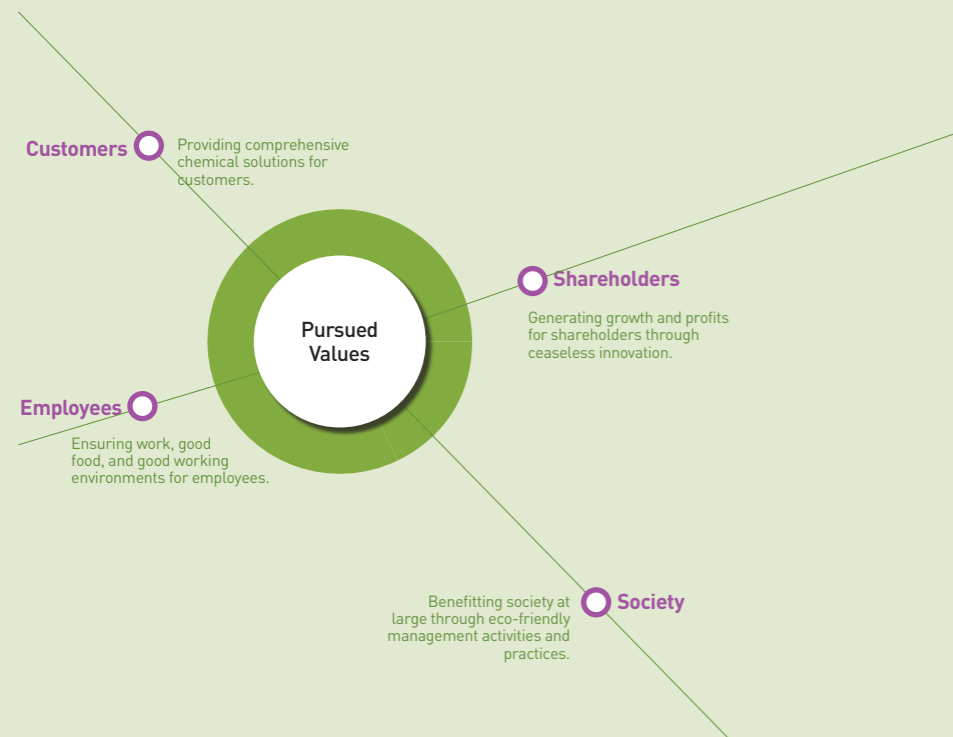 Customers
Providing comprehensive
chemical solutions for
customers.
Pursued
Values
Shareholders
Generating growth and profits
for shareholders through
ceaseless innovation.
Employees
Ensuring work, good
food, and good working
environments for employees.
Society
Benefitting society at
large through eco-friendly
management activities and
practices.